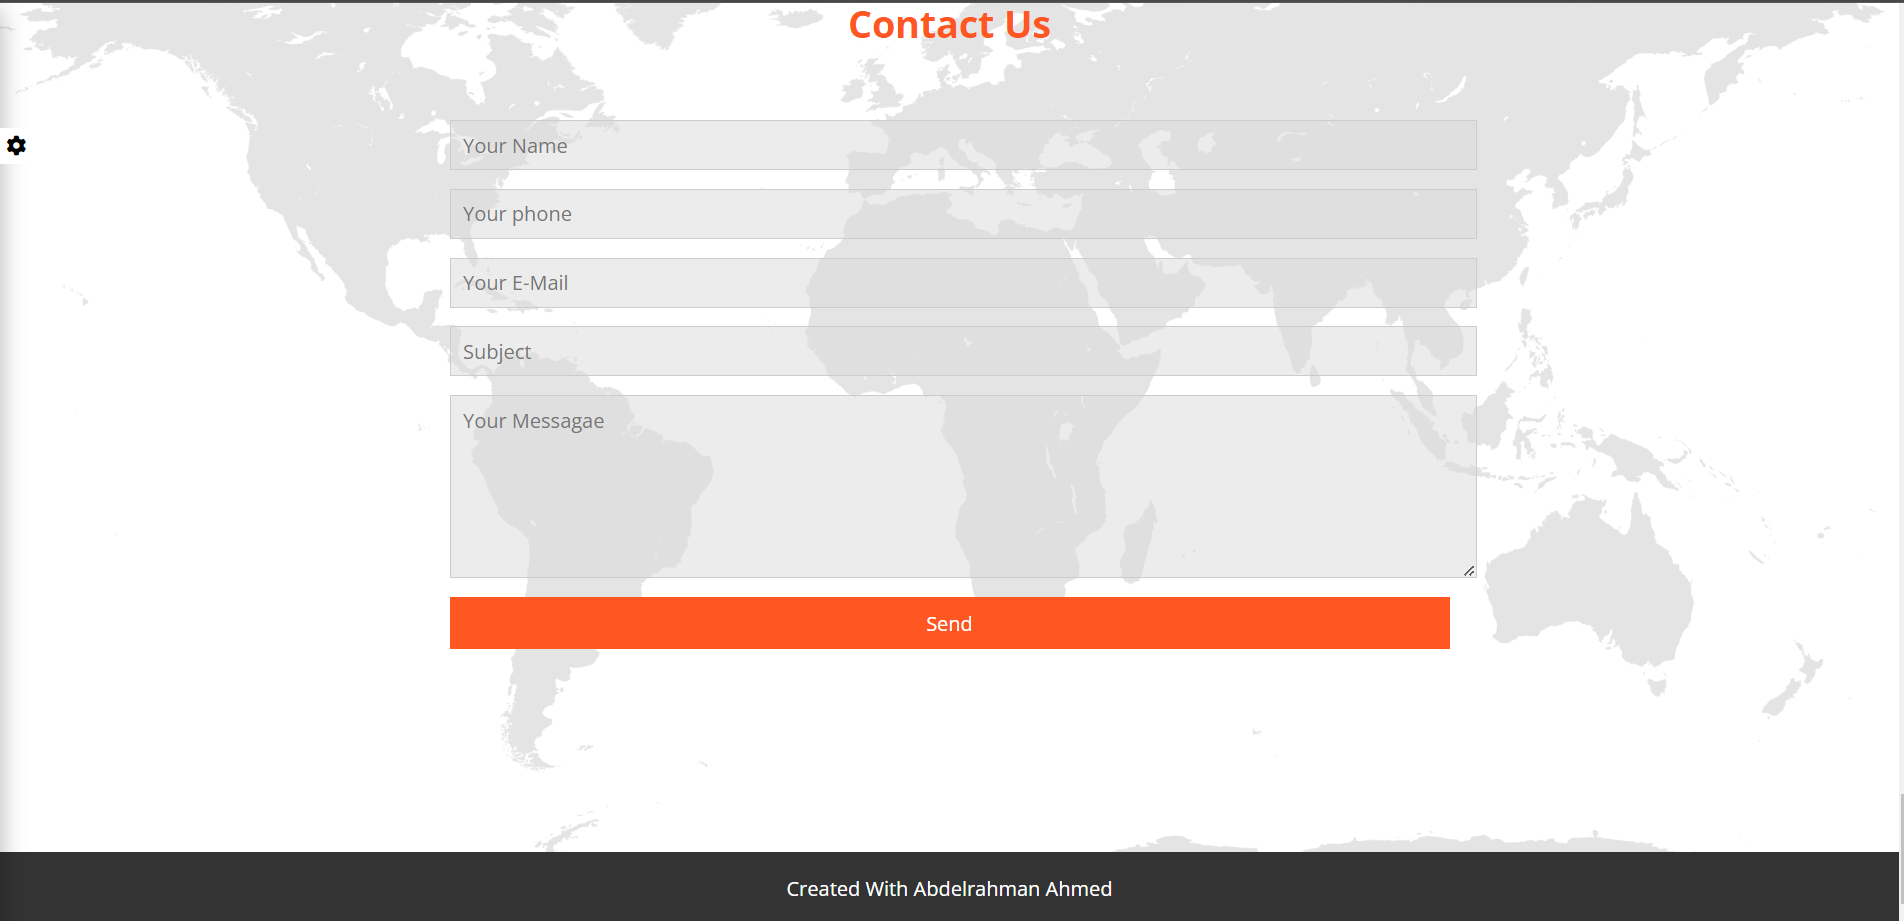 Contact Us
Your Name
Your phone
Your E-Mail
Subject
Your Messagae
Send
Created With Abdelrahman Ahmed